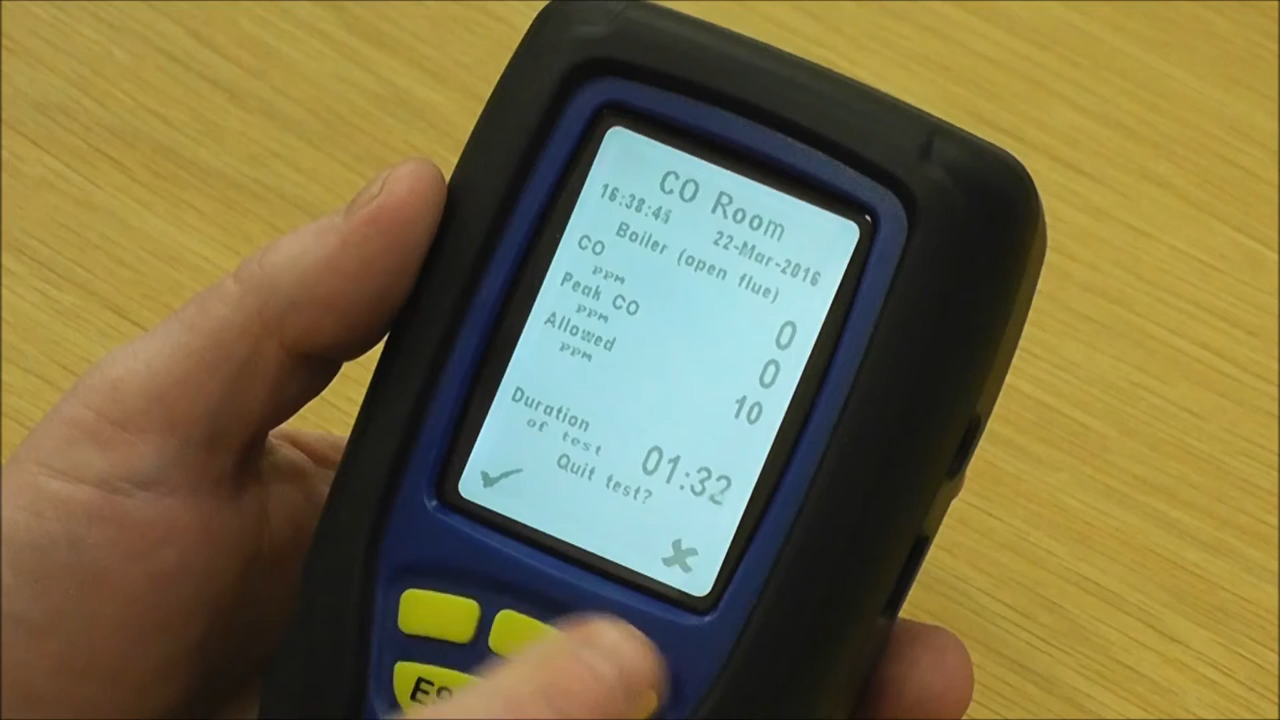 CO Room
16:38:45 22-Mar-2016
Boiler (open flue)
CO
ppm 0
Peak CO
ppm 0
Allowed
ppm 10
Duration
of test 01:32
Quit test?